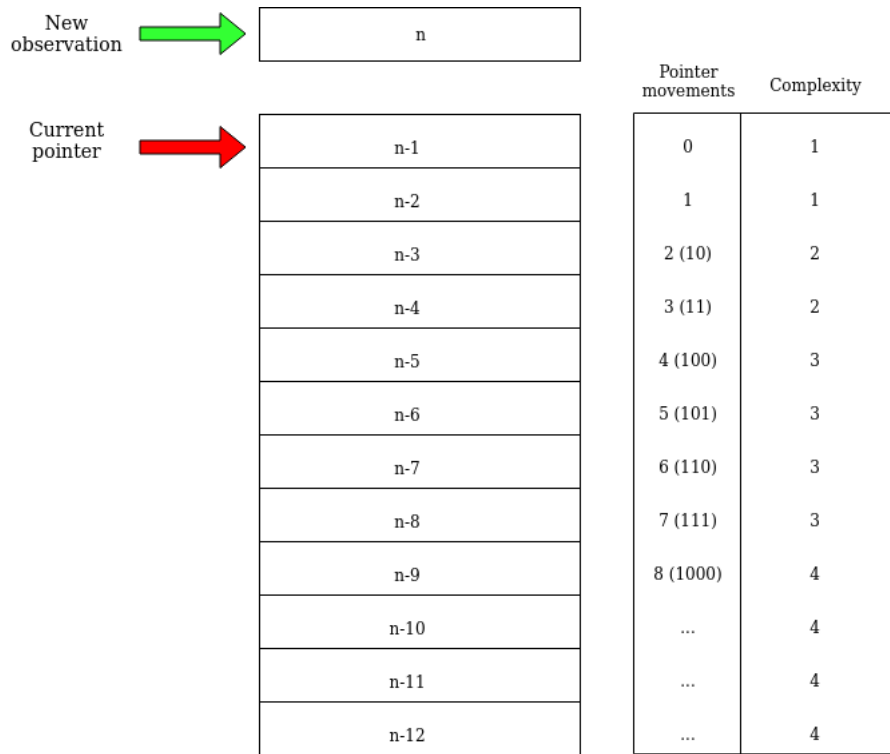 New
observation
n
Pointer
movements
Complexity
Current
pointer
n-1
0
1
n-2
1
1
n-3
2 (10)
2
n-4
3 (11)
2
n-5
4 (100)
3
n-6
5 (101)
3
n-7
6 (110)
3
n-8
7 (111)
3
n-9
8 (1000)
4
n-10
...
4
n-11
...
4
n-12
...
4